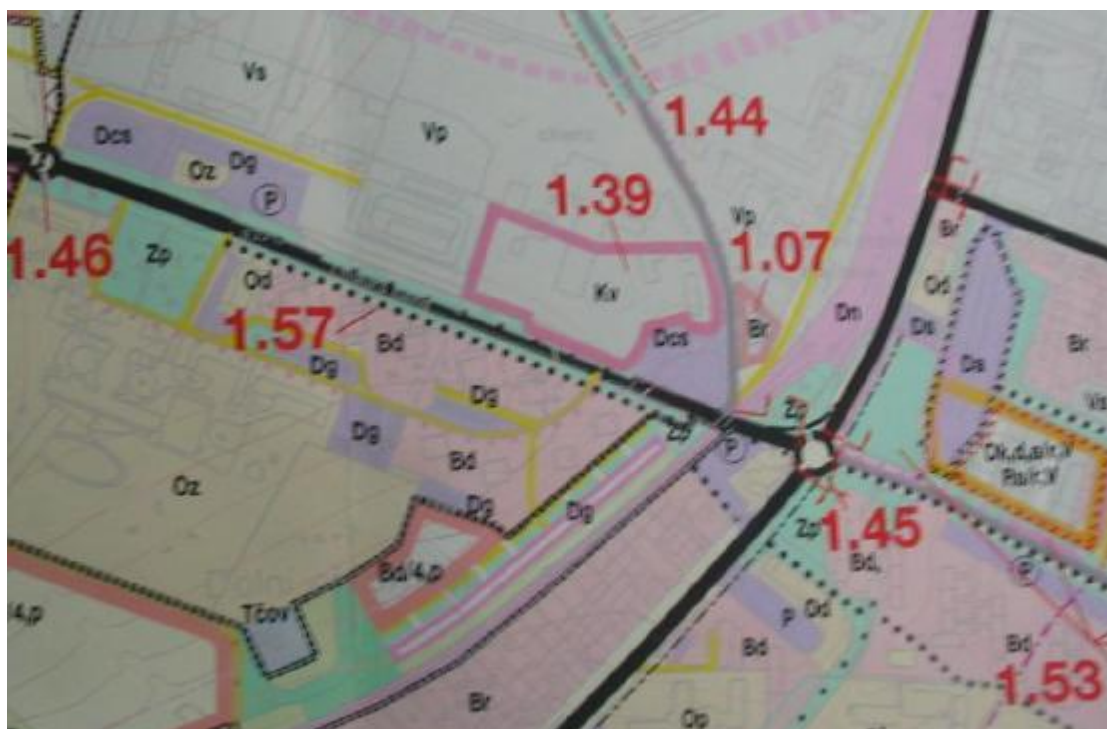 Vs
Vp
1.44
Dcs
Oz
Dg
P
1.39
Vp
Br
1.46
Zp
Od
1.07
Kv
Od
1.57
Bd
Dg
Dcs
Br
Dn
Ds
Ds
Br
Dg
Dg
Bd
Zp
P
Zp
Vs
Oz
Dg
Dg
Zp
1.45
Bd,
P
Bd/4,p
Tčov
/4,p
P
Od
Bd
Bd
1.53
Br
Op